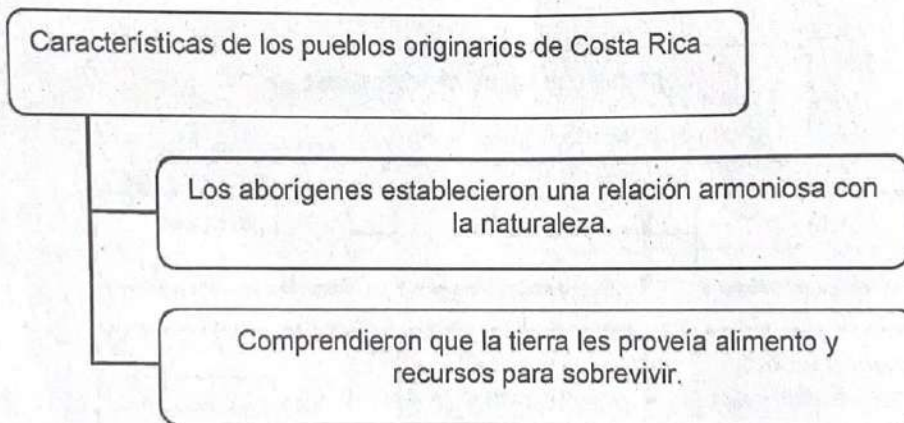 Características de los pueblos originarios de Costa Rica
Los aborígenes establecieron una relación armoniosa con
la naturaleza.
Comprendieron que la tierra les proveía alimento y
recursos para sobrevivir.